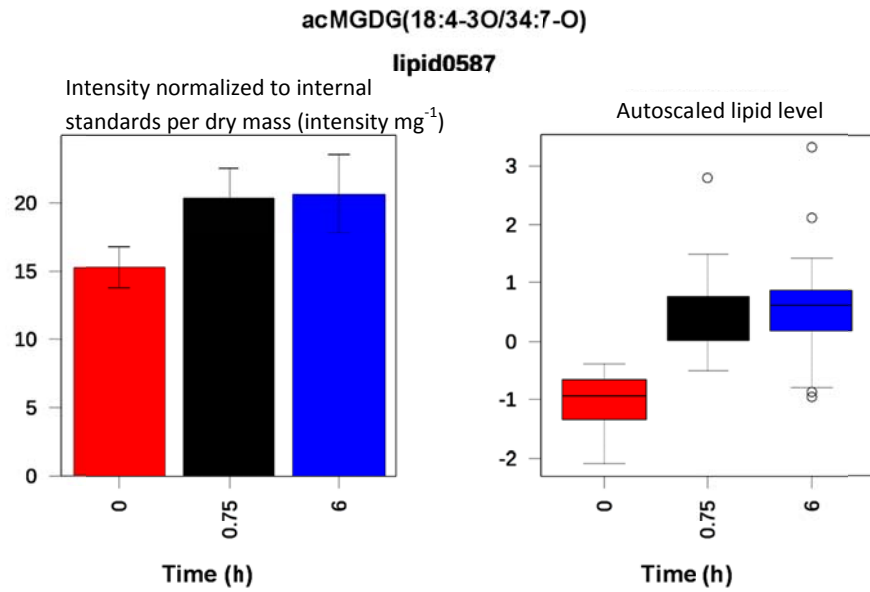 acMGDG(18:4-3O/34:7-O)
lipid0587
Intensity normalized to internal
standards per dry mass (intensity mg⁻¹)
20
15
10
5
0
0
0.75
6
Time (h)
Autoscaled lipid level
3
2
1
0
-1
-2
0
0.75
6
Time (h)